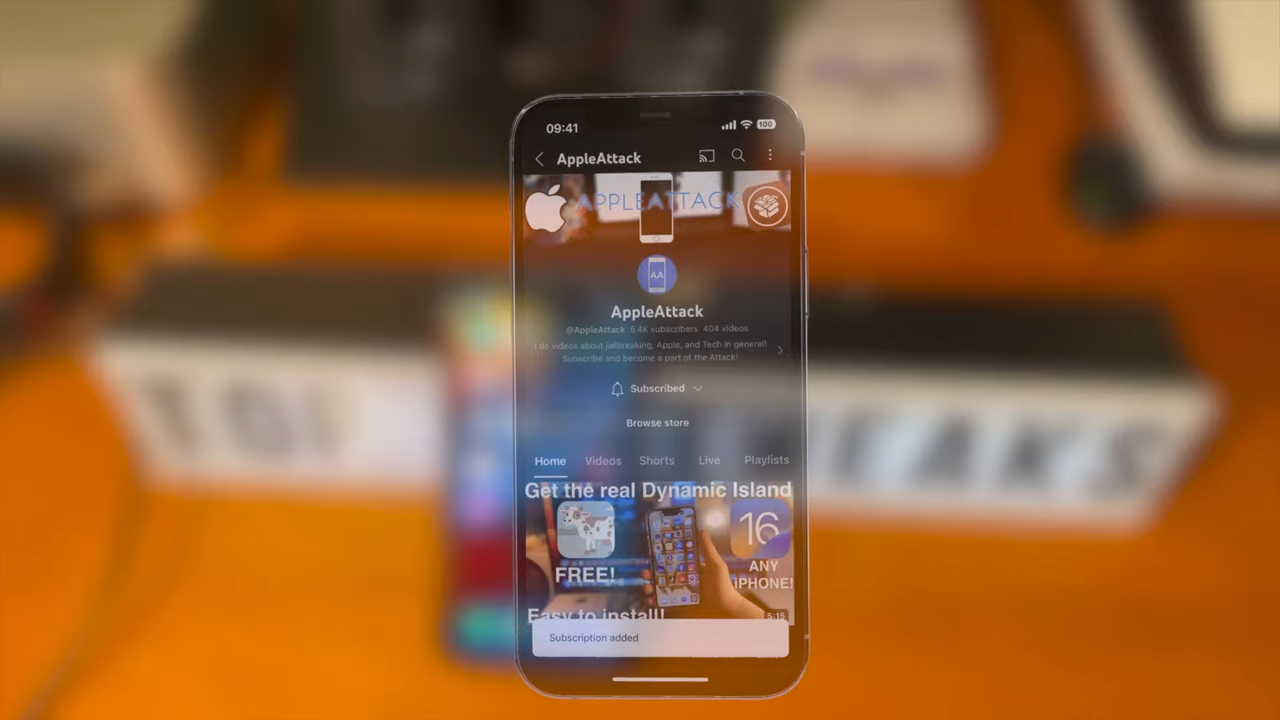 09:41
100
AppleAttack
APPLEATTACK
AA
AppleAttack
@AppleAttack 5.4K subscribers 404 videos
I do videos about jailbreaking, Apple, and Tech in general!
Subscribe and become a part of the Attack!
Subscribed
Browse store
Home Videos Shorts Live Playlists
Get the real Dynamic Island
16
FREE!
ANY
iPHONE!
Easy to install!
5:15
Subscription added